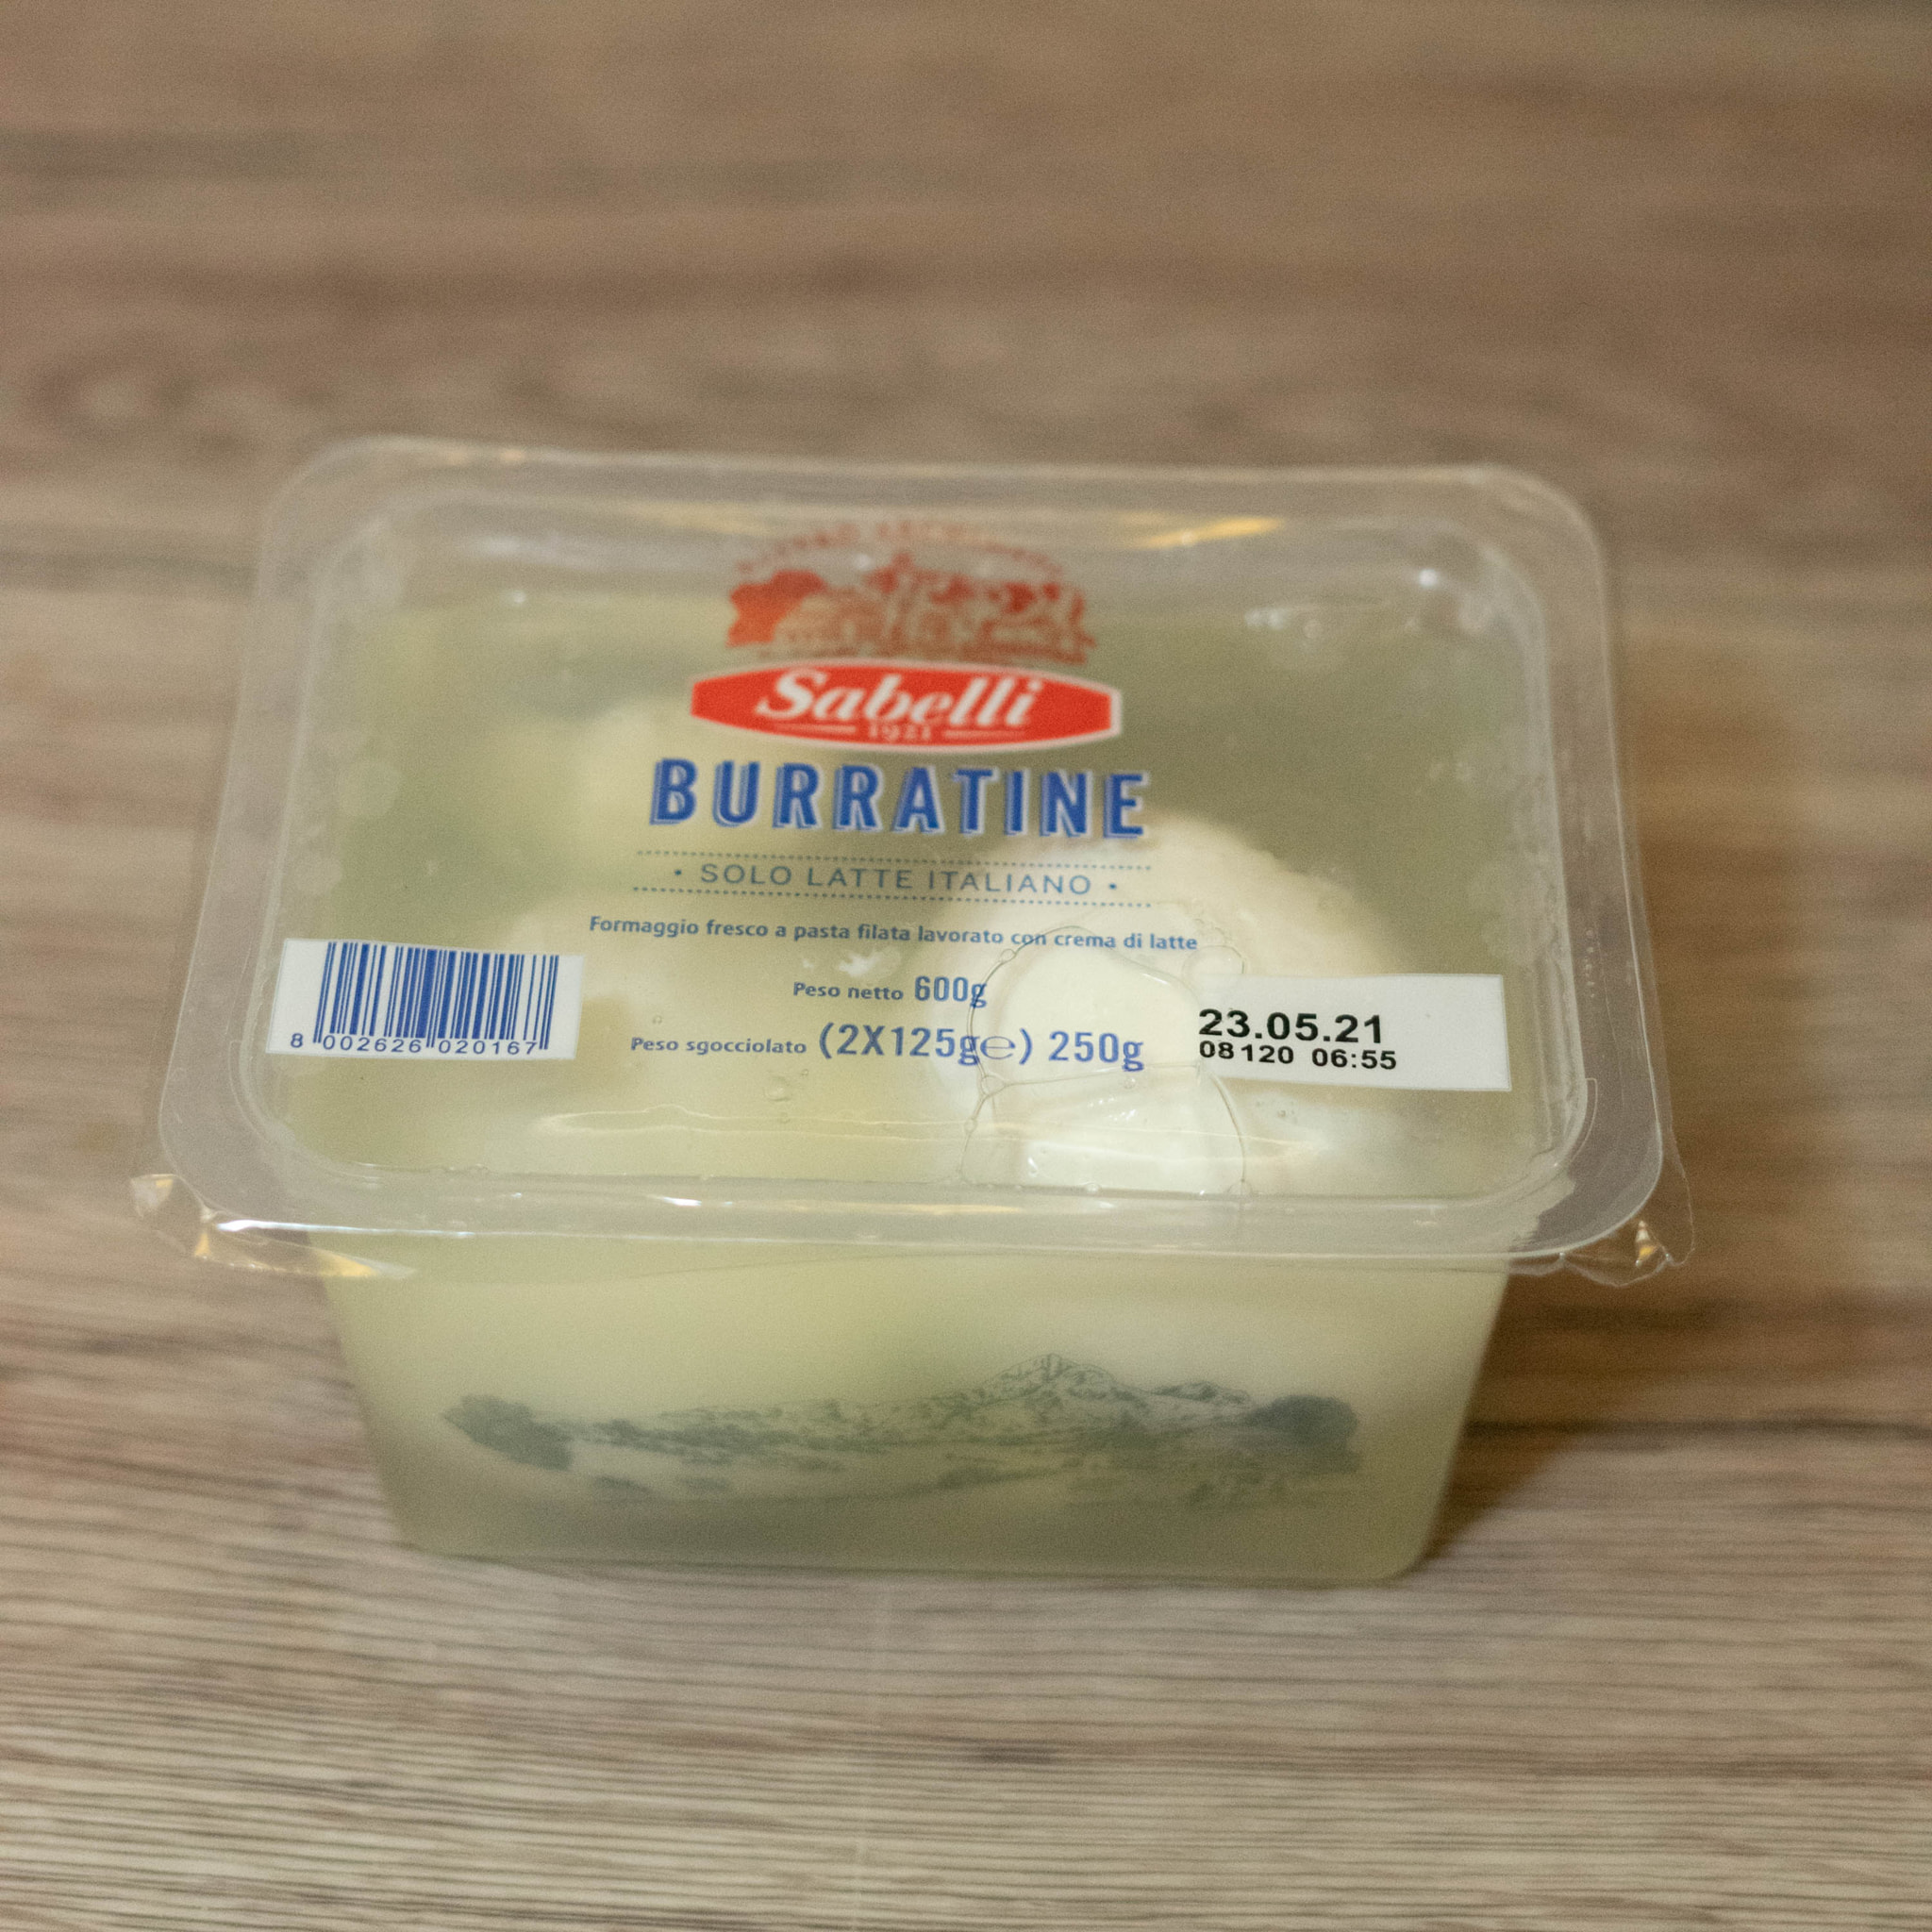 Sabelli
1921
BURRATINE
• SOLO LATTE ITALIANO •
Formaggio fresco a pasta filata lavorato con crema di latte
Peso netto 600g
Peso sgocciolato (2X125g℮) 250g
8 002626 020167
23.05.21
08120 06:55